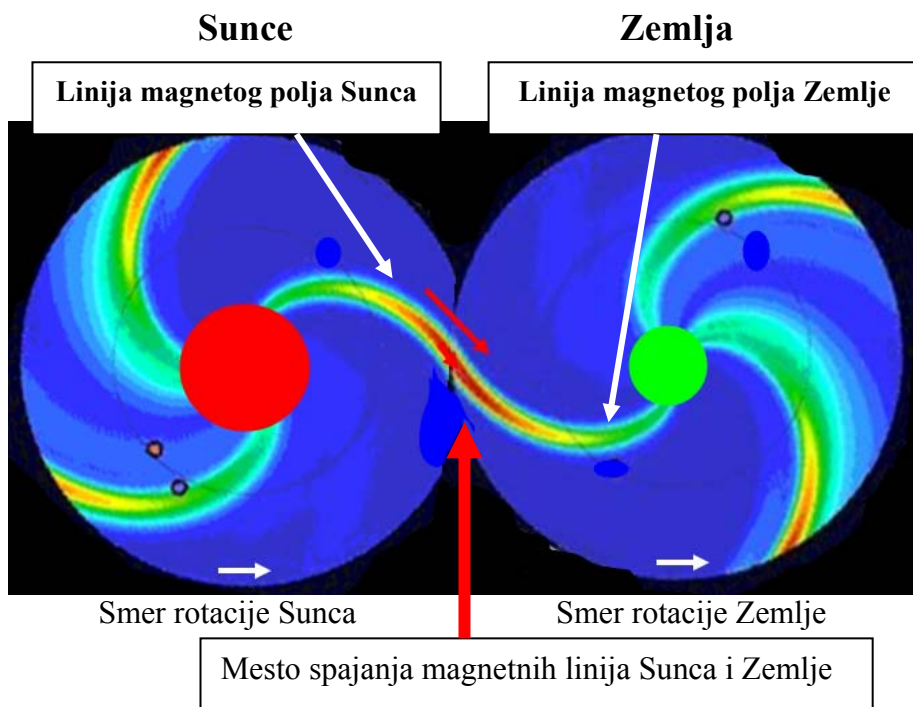 Sunce
Zemlja
Linija magnetog polja Sunca
Linija magnetog polja Zemlje
Smer rotacije Sunca
Smer rotacije Zemlje
Mesto spajanja magnetnih linija Sunca i Zemlje